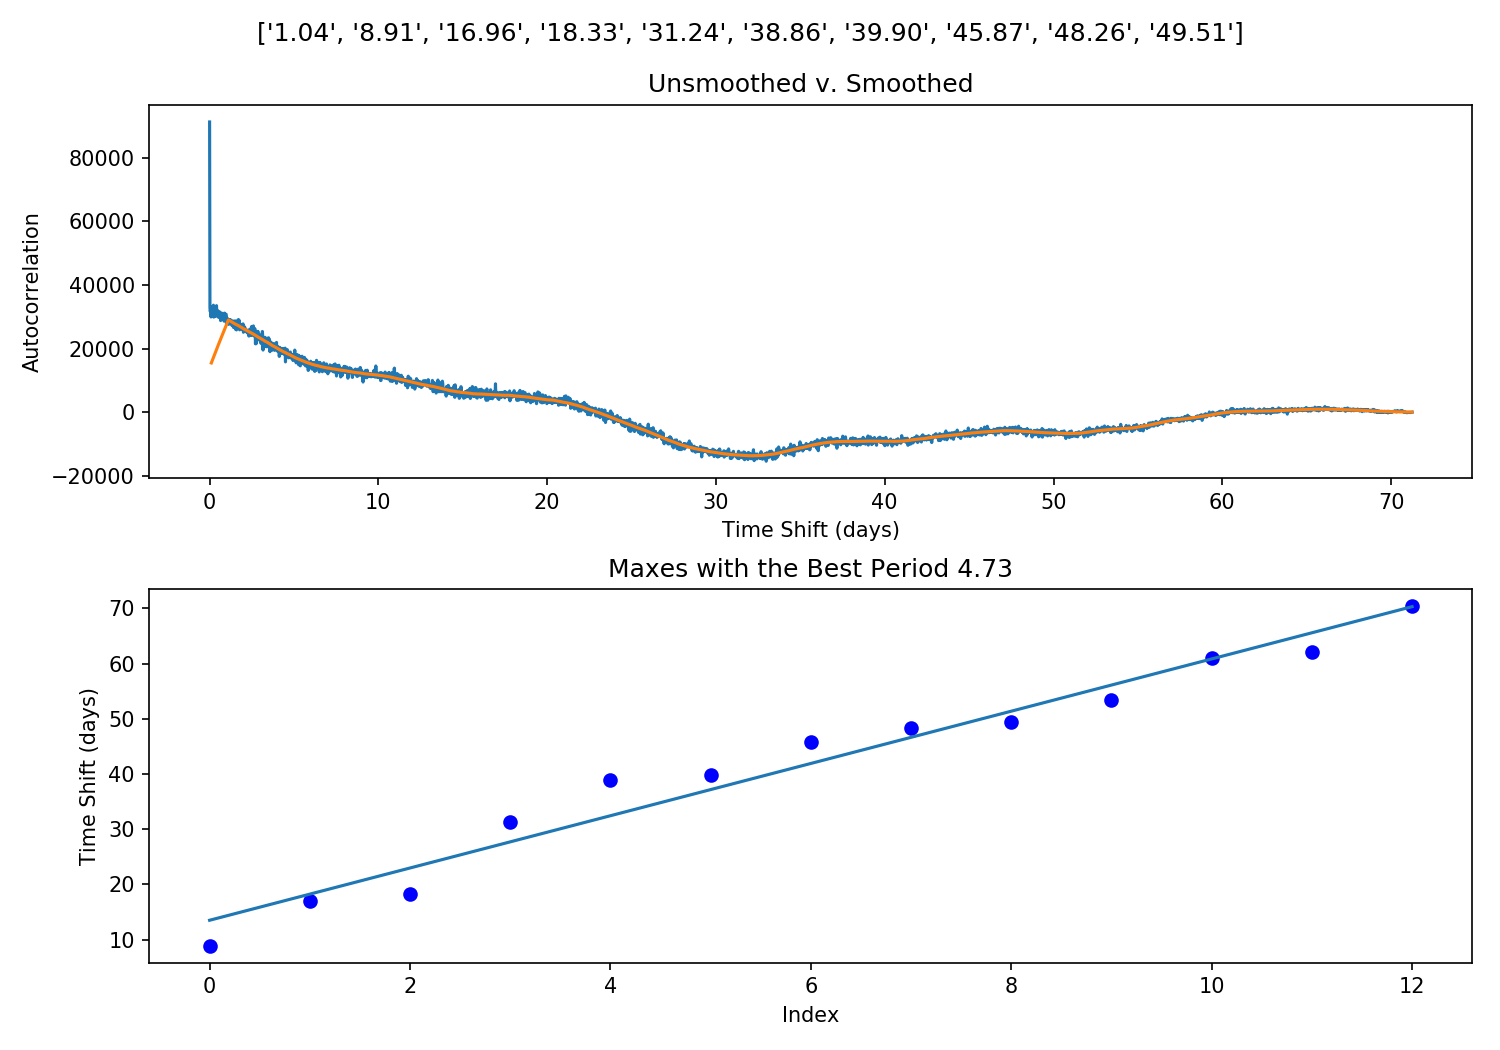 ['1.04', '8.91', '16.96', '18.33', '31.24', '38.86', '39.90', '45.87', '48.26', '49.51']
Unsmoothed v. Smoothed
Autocorrelation
80000
60000
40000
20000
0
−20000
0 10 20 30 40 50 60 70
Time Shift (days)
Maxes with the Best Period 4.73
Time Shift (days)
70
60
50
40
30
20
10
0 2 4 6 8 10 12
Index